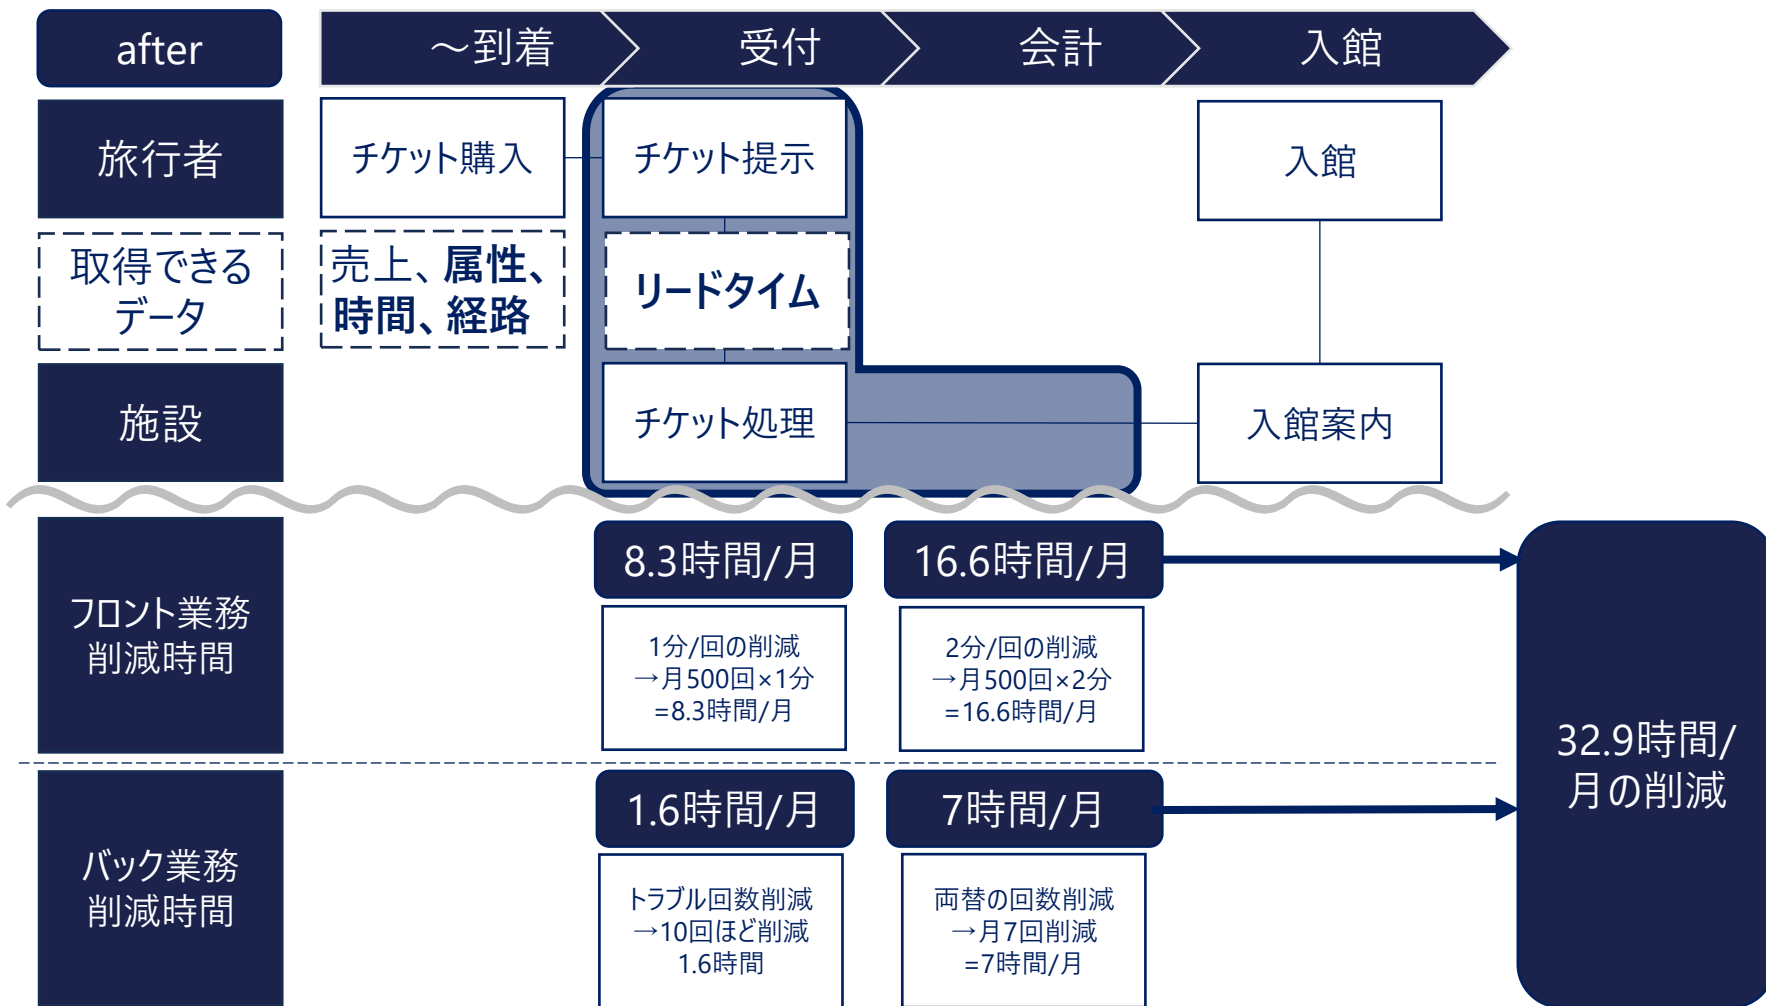 after
～到着
受付
会計
入館
旅行者
チケット購入
チケット提示
入館
取得できる
データ
売上、属性、
時間、経路
リードタイム
施設
チケット処理
入館案内
フロント業務
削減時間
8.3時間/月
16.6時間/月
1分/回の削減
→月500回×1分
=8.3時間/月
2分/回の削減
→月500回×2分
=16.6時間/月
32.9時間/
月の削減
バック業務
削減時間
1.6時間/月
7時間/月
トラブル回数削減
→10回ほど削減
1.6時間
両替の回数削減
→月7回削減
=7時間/月